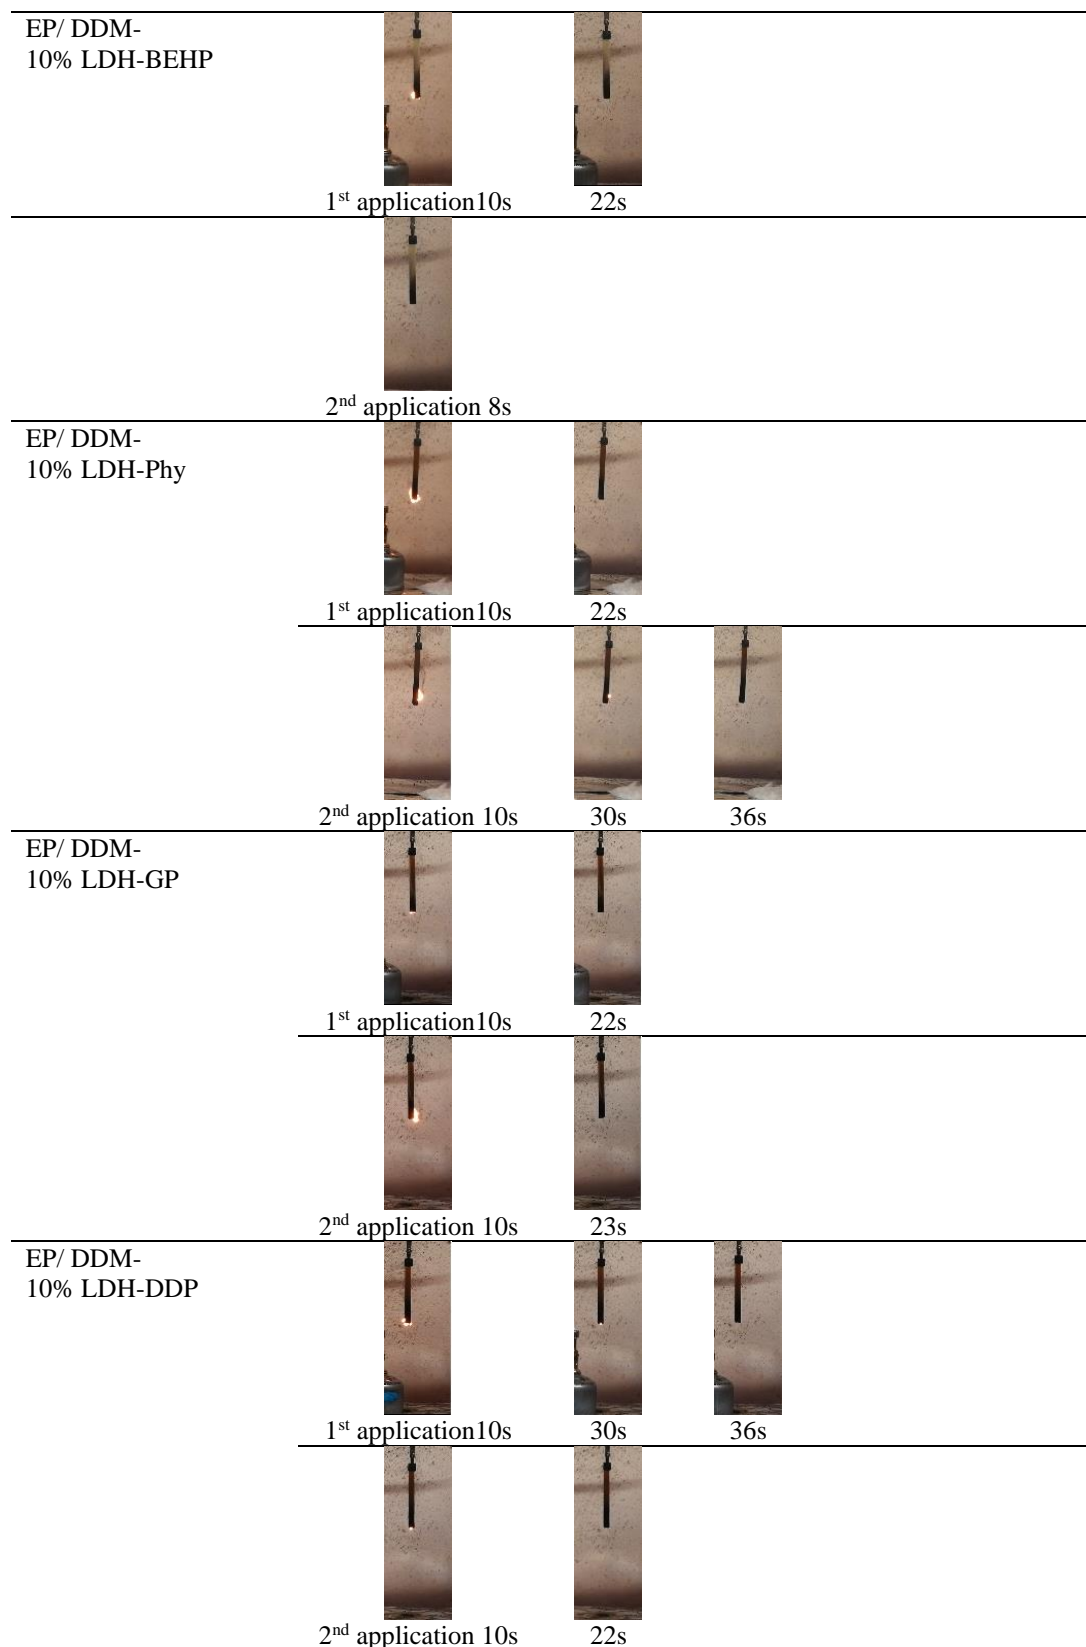 EP/ DDM-
10% LDH-BEHP
1st application10s 22s
2nd application 8s
EP/ DDM-
10% LDH-Phy
1st application10s 22s
2nd application 10s 30s 36s
EP/ DDM-
10% LDH-GP
1st application10s 22s
2nd application 10s 23s
EP/ DDM-
10% LDH-DDP
1st application10s 30s 36s
2nd application 10s 22s